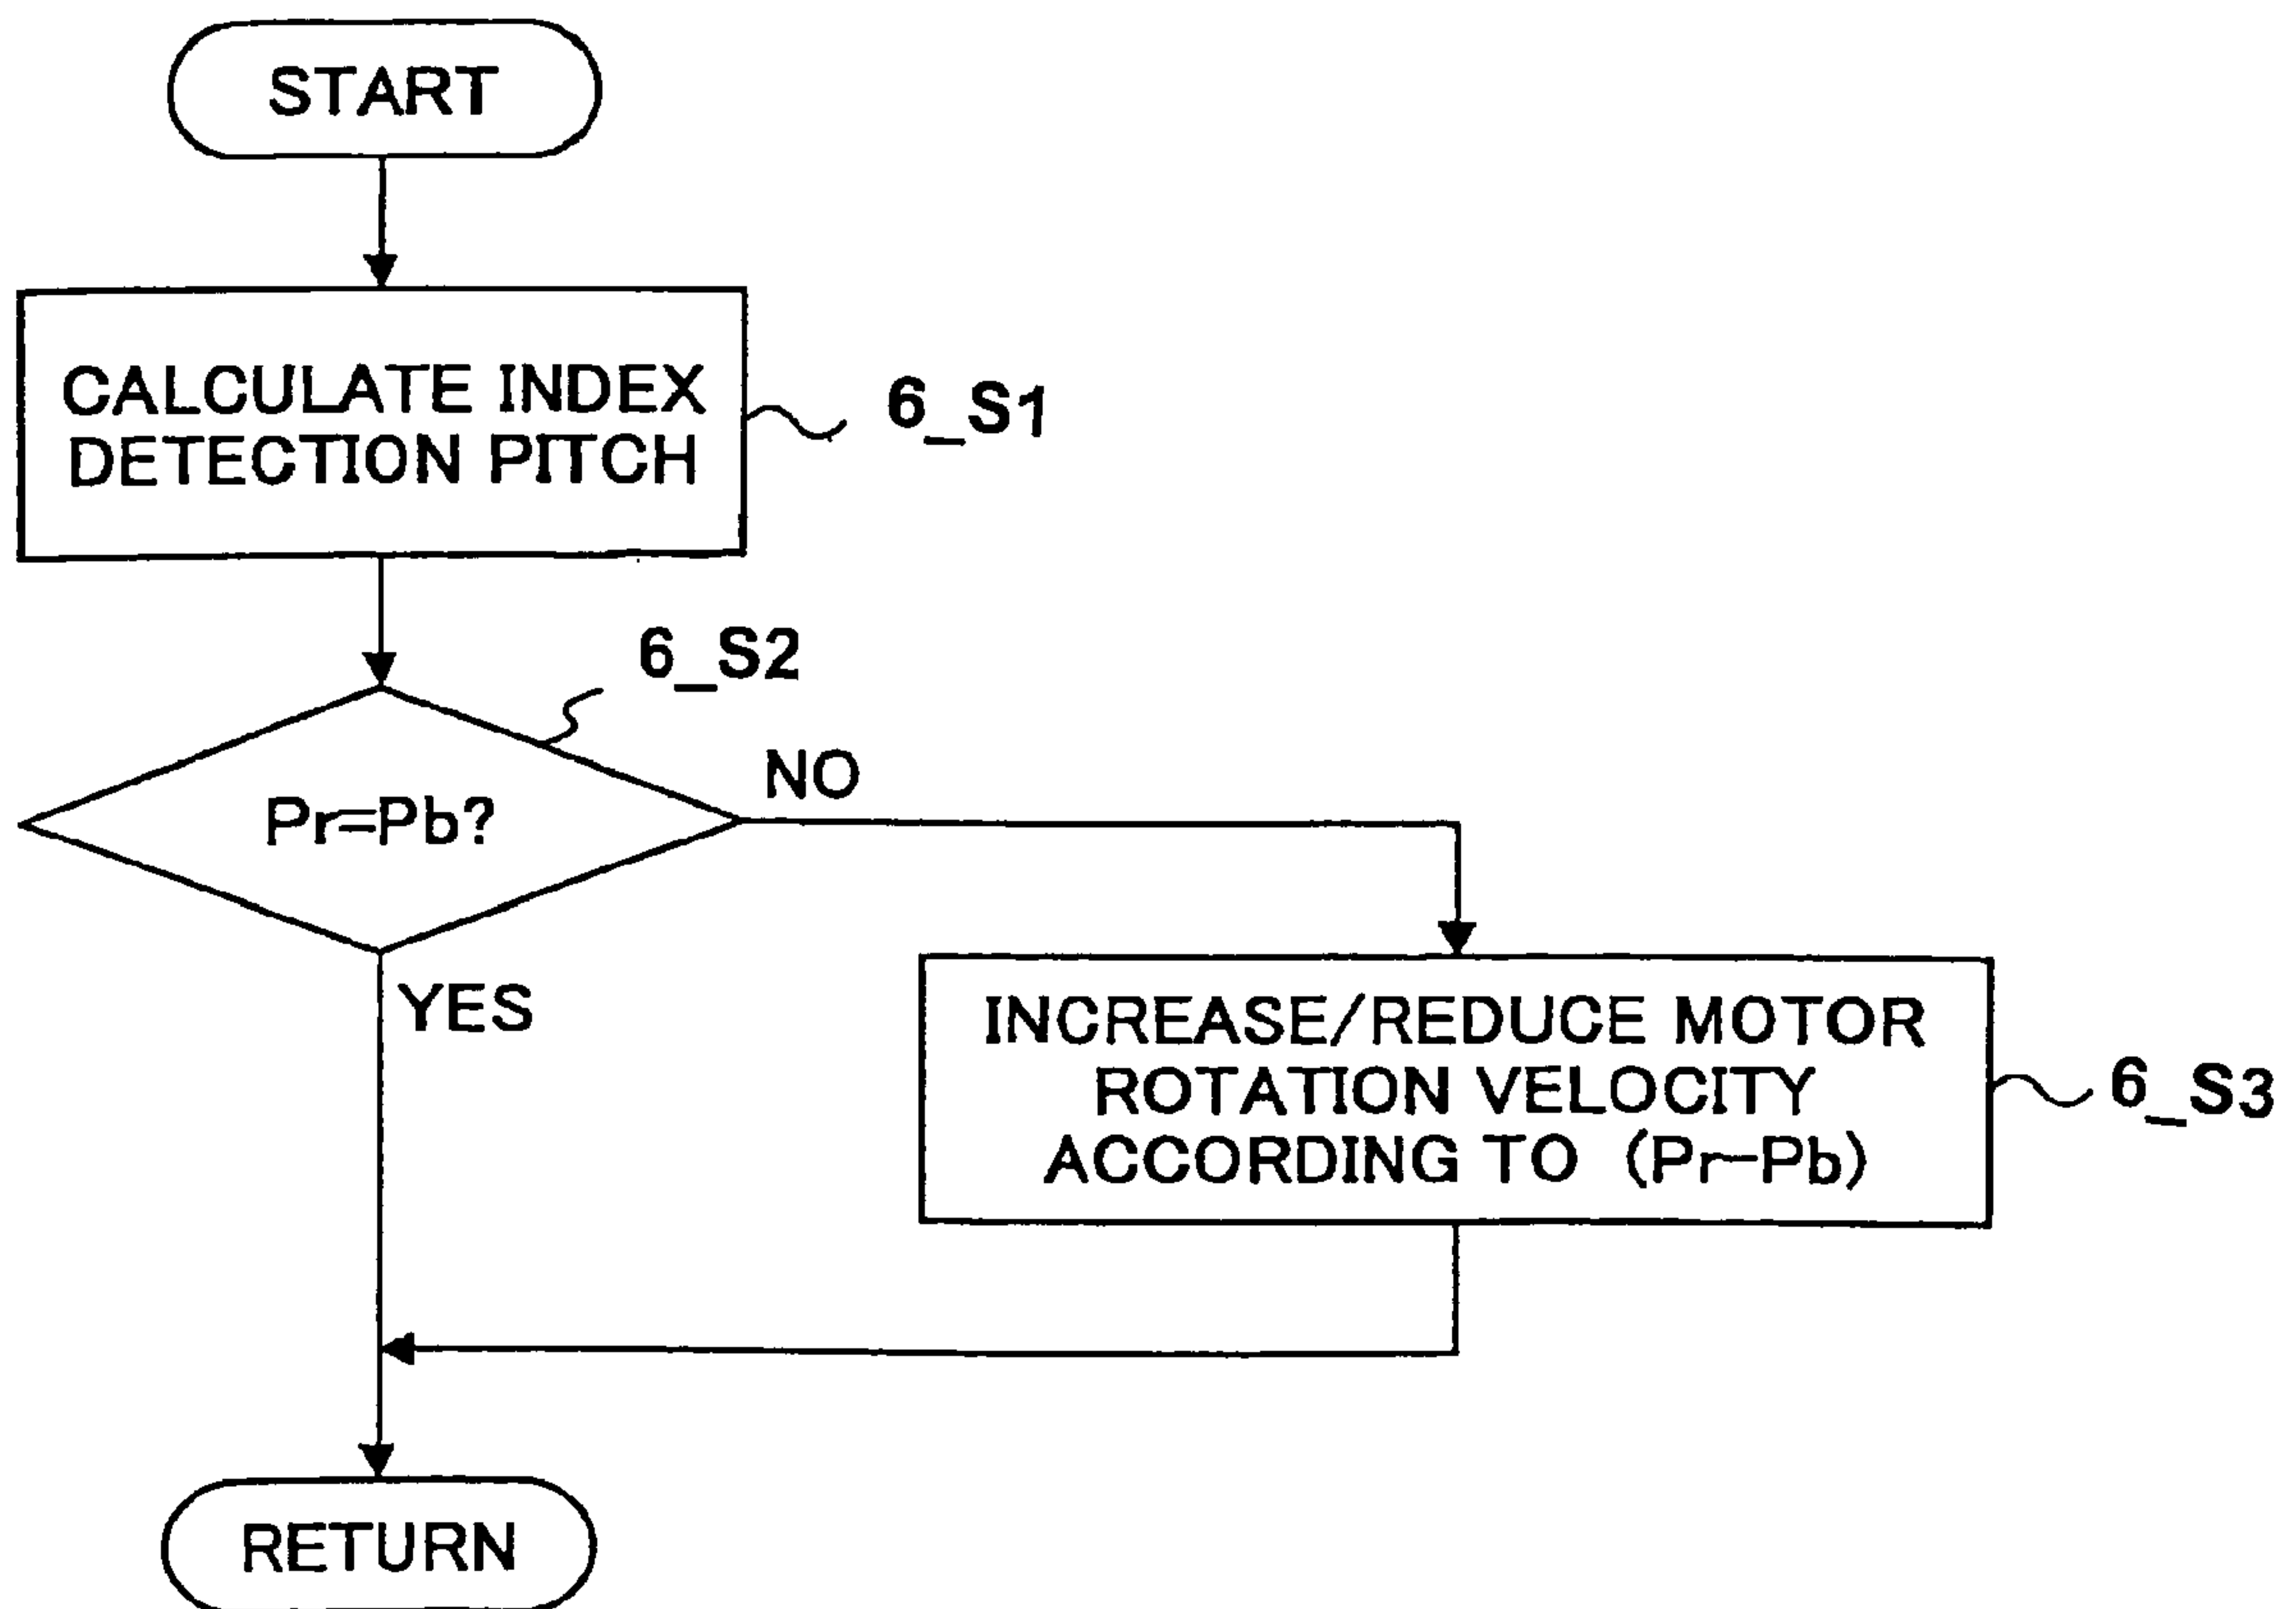 START
CALCULATE INDEX
DETECTION PITCH
6_S1
6_S2
Pr=Pb?
NO
YES
INCREASE/REDUCE MOTOR
ROTATION VELOCITY
ACCORDING TO (Pr-Pb)
6_S3
RETURN